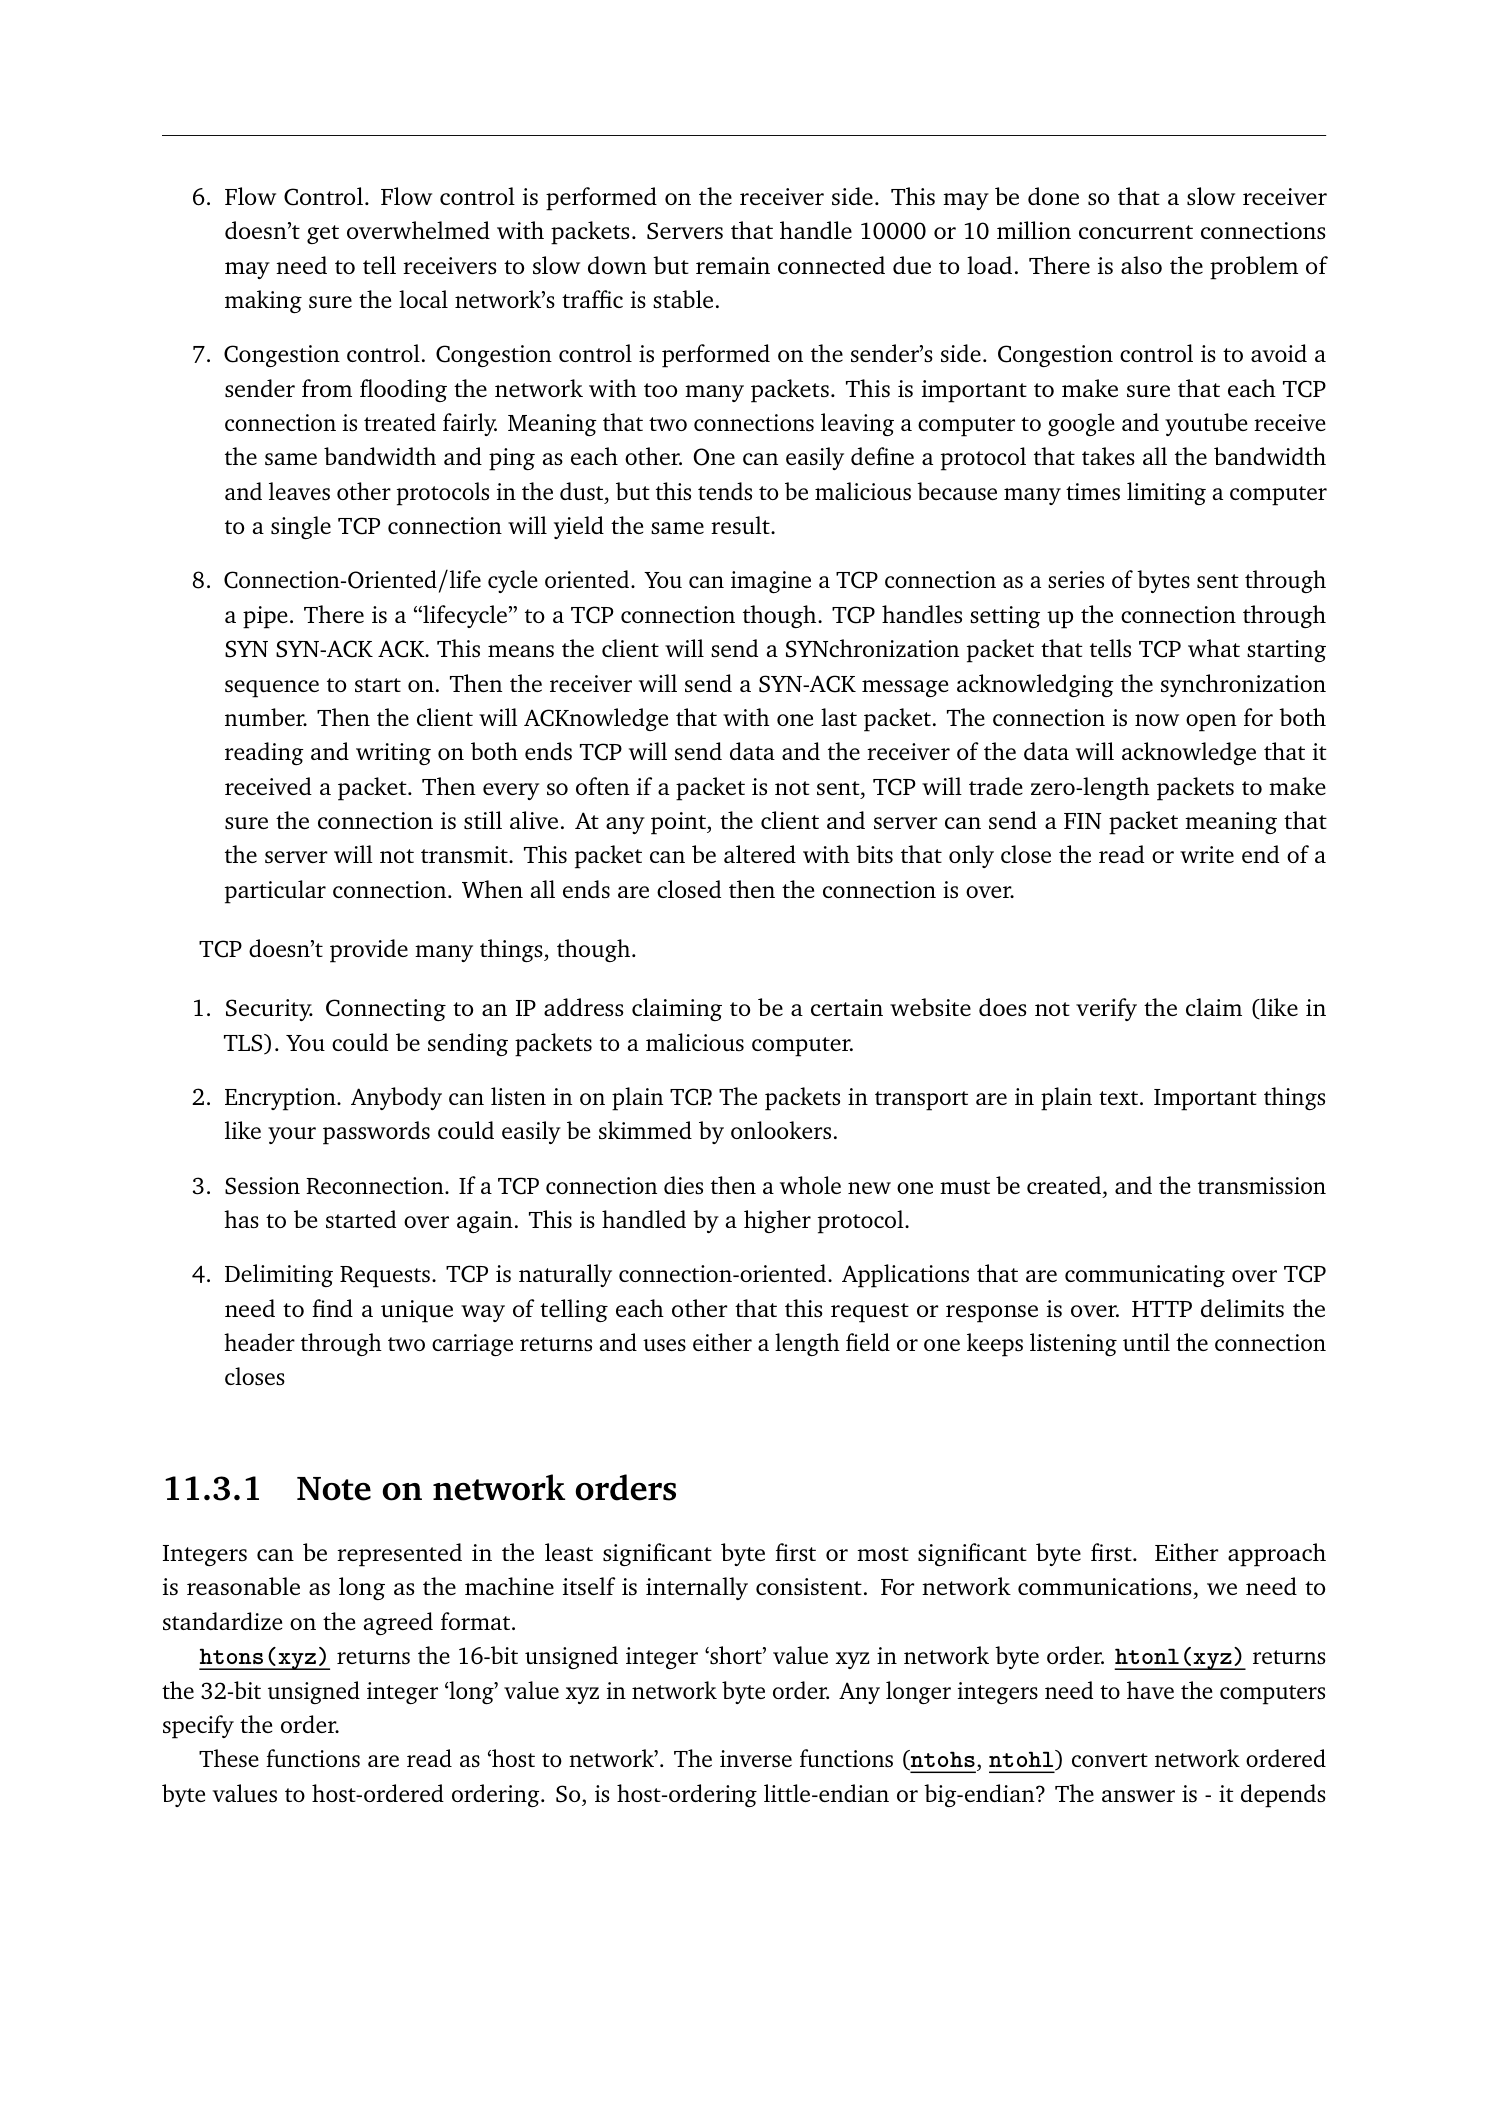 6. Flow Control. Flow control is performed on the receiver side. This may be done so that a slow receiver
doesn’t get overwhelmed with packets. Servers that handle 10000 or 10 million concurrent connections
may need to tell receivers to slow down but remain connected due to load. There is also the problem of
making sure the local network’s traffic is stable.
7. Congestion control. Congestion control is performed on the sender’s side. Congestion control is to avoid a
sender from flooding the network with too many packets. This is important to make sure that each TCP
connection is treated fairly. Meaning that two connections leaving a computer to google and youtube receive
the same bandwidth and ping as each other. One can easily define a protocol that takes all the bandwidth
and leaves other protocols in the dust, but this tends to be malicious because many times limiting a computer
to a single TCP connection will yield the same result.
8. Connection-Oriented/life cycle oriented. You can imagine a TCP connection as a series of bytes sent through
a pipe. There is a “lifecycle” to a TCP connection though. TCP handles setting up the connection through
SYN SYN-ACK ACK. This means the client will send a SYNchronization packet that tells TCP what starting
sequence to start on. Then the receiver will send a SYN-ACK message acknowledging the synchronization
number. Then the client will ACKnowledge that with one last packet. The connection is now open for both
reading and writing on both ends TCP will send data and the receiver of the data will acknowledge that it
received a packet. Then every so often if a packet is not sent, TCP will trade zero-length packets to make
sure the connection is still alive. At any point, the client and server can send a FIN packet meaning that
the server will not transmit. This packet can be altered with bits that only close the read or write end of a
particular connection. When all ends are closed then the connection is over.
TCP doesn’t provide many things, though.
1. Security. Connecting to an IP address claiming to be a certain website does not verify the claim (like in
TLS). You could be sending packets to a malicious computer.
2. Encryption. Anybody can listen in on plain TCP. The packets in transport are in plain text. Important things
like your passwords could easily be skimmed by onlookers.
3. Session Reconnection. If a TCP connection dies then a whole new one must be created, and the transmission
has to be started over again. This is handled by a higher protocol.
4. Delimiting Requests. TCP is naturally connection-oriented. Applications that are communicating over TCP
need to find a unique way of telling each other that this request or response is over. HTTP delimits the
header through two carriage returns and uses either a length field or one keeps listening until the connection
closes
11.3.1 Note on network orders
Integers can be represented in the least significant byte first or most significant byte first. Either approach
is reasonable as long as the machine itself is internally consistent. For network communications, we need to
standardize on the agreed format.
htons(xyz) returns the 16-bit unsigned integer ‘short’ value xyz in network byte order. htonl(xyz) returns
the 32-bit unsigned integer ‘long’ value xyz in network byte order. Any longer integers need to have the computers
specify the order.
These functions are read as ‘host to network’. The inverse functions (ntohs, ntohl) convert network ordered
byte values to host-ordered ordering. So, is host-ordering little-endian or big-endian? The answer is - it depends